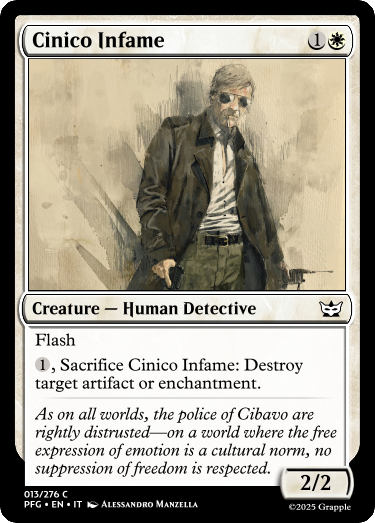 Cinico Infame 1
Creature — Human Detective
Flash
1, Sacrifice Cinico Infame: Destroy
target artifact or enchantment.
As on all worlds, the police of Cibavo are
rightly distrusted—on a world where the free
expression of emotion is a cultural norm, no
suppression of freedom is respected.
2/2
013/276 C
PFG • EN • IT Alessandro Manzella
©2025 Grapple